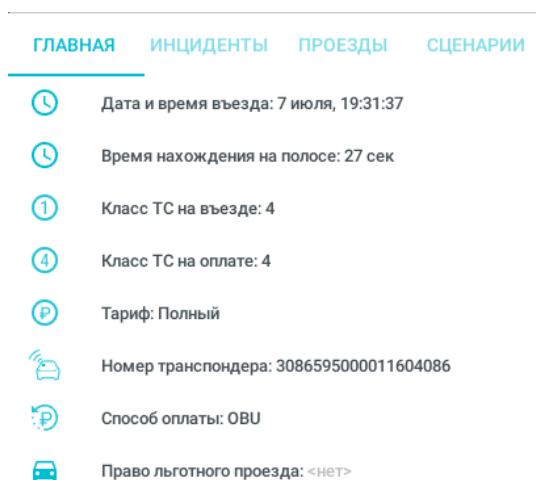 ГЛАВНАЯ ИНЦИДЕНТЫ ПРОЕЗДЫ СЦЕНАРИИ
Дата и время въезда: 7 июля, 19:31:37
Время нахождения на полосе: 27 сек
1 Класс ТС на въезде: 4
4 Класс ТС на оплате: 4
₽ Тариф: Полный
Номер транспондера: 3086595000011604086
₽ Способ оплаты: OBU
Право льготного проезда: <нет>